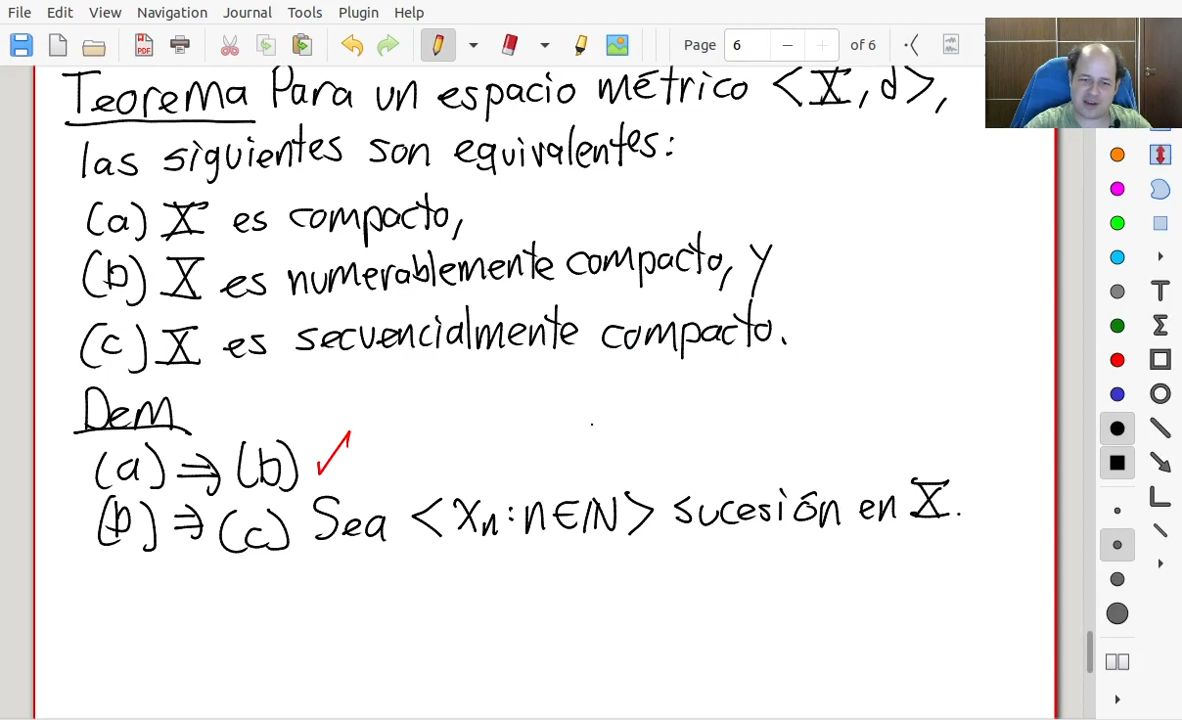 File Edit View Navigation Journal Tools Plugin Help
PDF Page 6 of 6
Teorema Para un espacio métrico <X, d>,
las siguientes son equivalentes:
(a) X es compacto,
(b) X es numerablemente compacto, y
(c) X es secuencialmente compacto.
Dem
(a) ⇒ (b) ✓
(b) ⇒ (c) Sea <xₙ : n ∈ ℕ> sucesión en X.